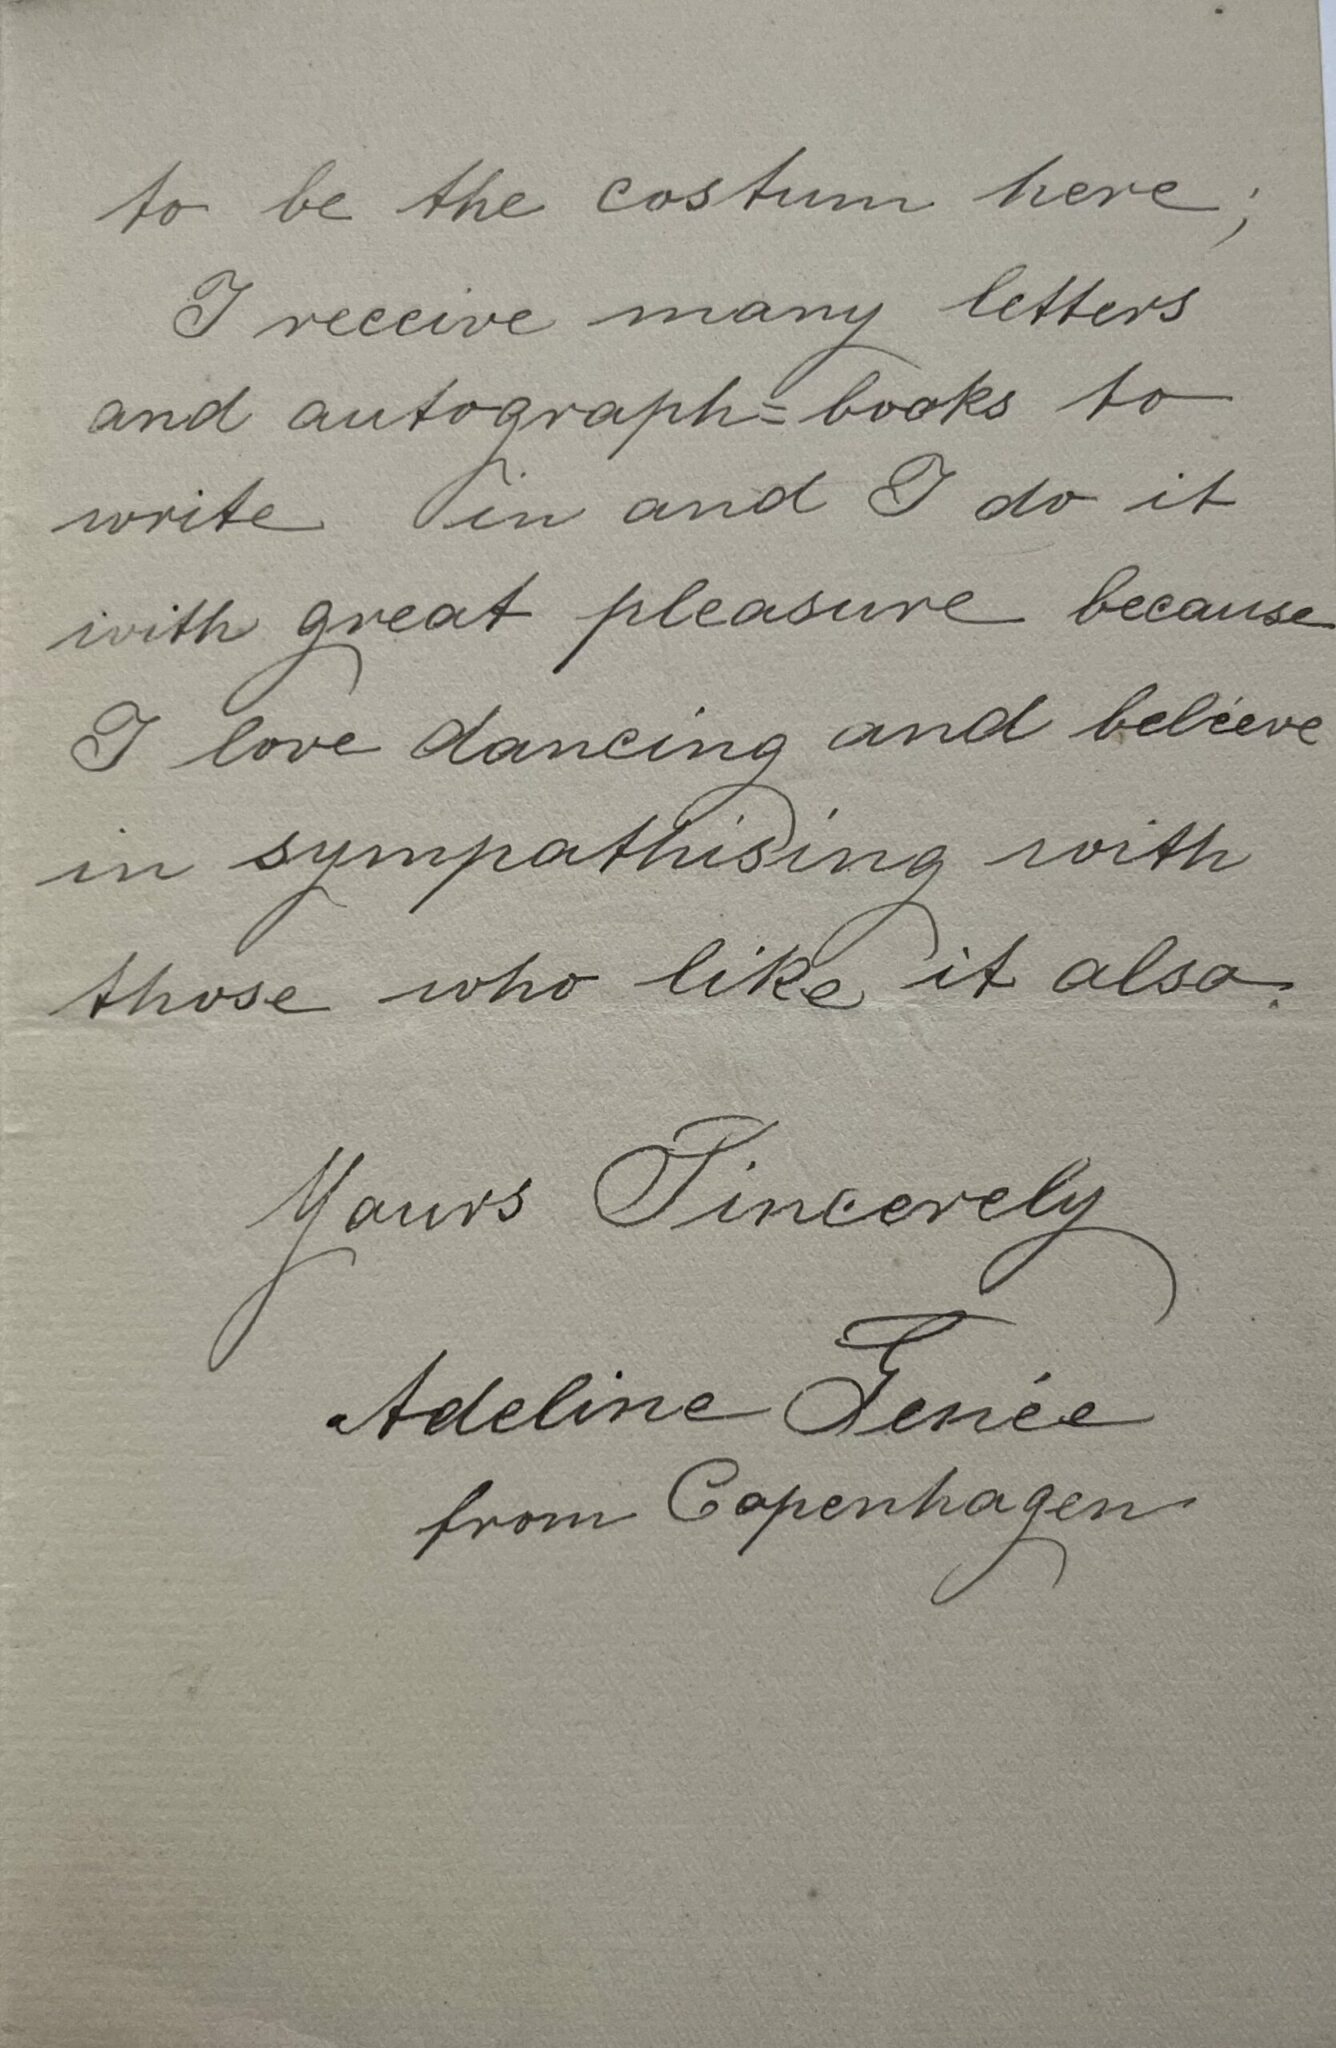 to be the costum here;
I receive many letters
and autograph=books to
write in and I do it
with great pleasure because
I love dancing and believe
in sympathising with
those who like it also.
Yours Sincerely
Adeline Genée
from Copenhagen